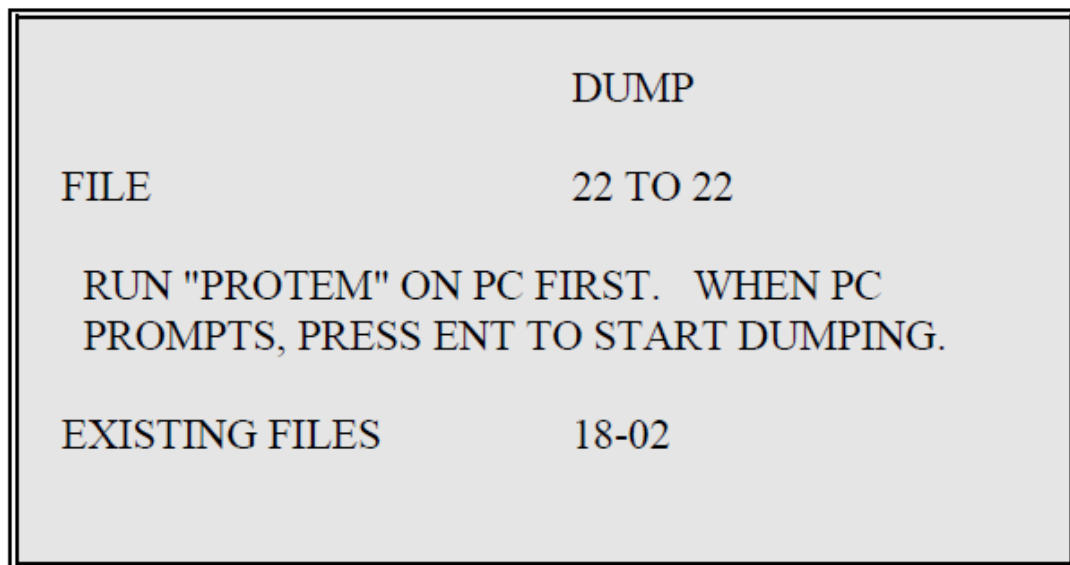 DUMP
FILE 22 TO 22
RUN "PROTEM" ON PC FIRST. WHEN PC
PROMPTS, PRESS ENT TO START DUMPING.
EXISTING FILES 18-02